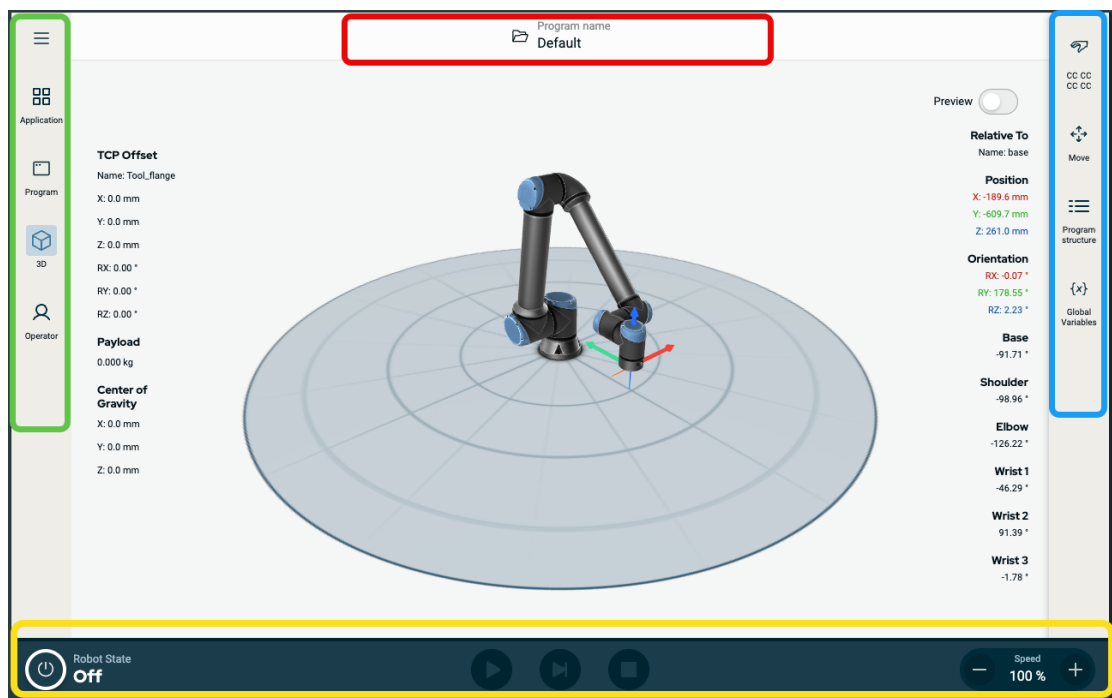 Program name
Default
CC CC
CC CC
Application
Move
Program
Program
structure
3D
Global
Variables
{x}
Operator
Preview
TCP Offset
Name: Tool_flange
X: 0.0 mm
Y: 0.0 mm
Z: 0.0 mm
RX: 0.00 °
RY: 0.00 °
RZ: 0.00 °
Payload
0.000 kg
Center of
Gravity
X: 0.0 mm
Y: 0.0 mm
Z: 0.0 mm
Relative To
Name: base
Position
X: -189.6 mm
Y: -609.7 mm
Z: 261.0 mm
Orientation
RX: -0.07 °
RY: 178.55 °
RZ: 2.23 °
Base
-91.71 °
Shoulder
-98.96 °
Elbow
-126.22 °
Wrist 1
-46.29 °
Wrist 2
91.39 °
Wrist 3
-1.78 °
Robot State
Off
Speed
100 %